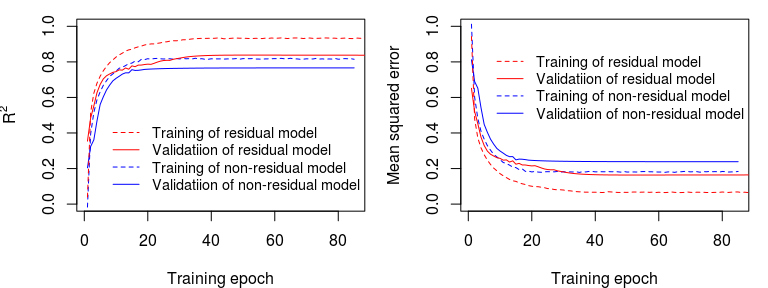 R²
1.0
0.8
0.6
0.4
0.2
0.0
Training of residual model
Validatiion of residual model
Training of non-residual model
Validatiion of non-residual model
0 20 40 60 80
Training epoch
Mean squared error
1.0
0.8
0.6
0.4
0.2
0.0
Training of residual model
Validatiion of residual model
Training of non-residual model
Validatiion of non-residual model
0 20 40 60 80
Training epoch